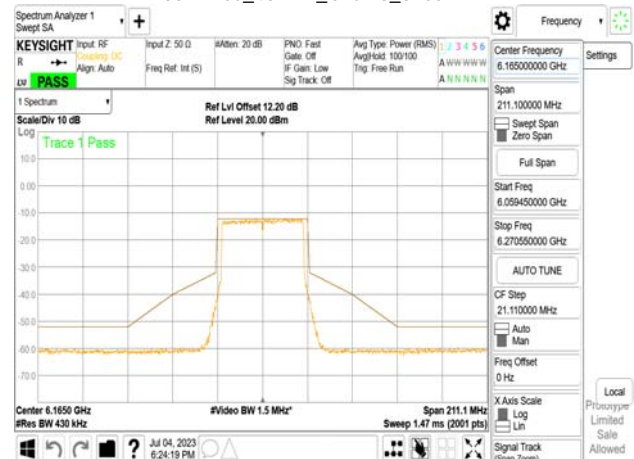 Spectrum Analyzer 1
Swept SA
Frequency
KEYSIGHT
Input: RF
Coupling: DC
Align: Auto
Input Z: 50 Ω
Freq Ref: Int (S)
#Atten: 20 dB
PNO: Fast
Gate: Off
IF Gain: Low
Sig Track: Off
Avg Type: Power (RMS)
Avg|Hold: 100/100
Trig: Free Run
1 2 3 4 5 6
A W W W W W
A N N N N N
R
LV
PASS
1 Spectrum
Scale/Div 10 dB
Ref Lvl Offset 12.20 dB
Ref Level 20.00 dBm
Log
Trace 1 Pass
10.0
0.00
-10.0
-20.0
-30.0
-40.0
-50.0
-60.0
-70.0
Center 6.1650 GHz
#Res BW 430 kHz
#Video BW 1.5 MHz*
Span 211.1 MHz
Sweep 1.47 ms (2001 pts)
Jul 04, 2023
6:24:19 PM
Center Frequency
6.165000000 GHz
Settings
Span
211.100000 MHz
Swept Span
Zero Span
Full Span
Start Freq
6.059450000 GHz
Stop Freq
6.270550000 GHz
AUTO TUNE
CF Step
21.110000 MHz
Auto
Man
Freq Offset
0 Hz
X Axis Scale
Log
Lin
Local
Prototype
Limited
Sale
Allowed
Signal Track
(Span Zoom)